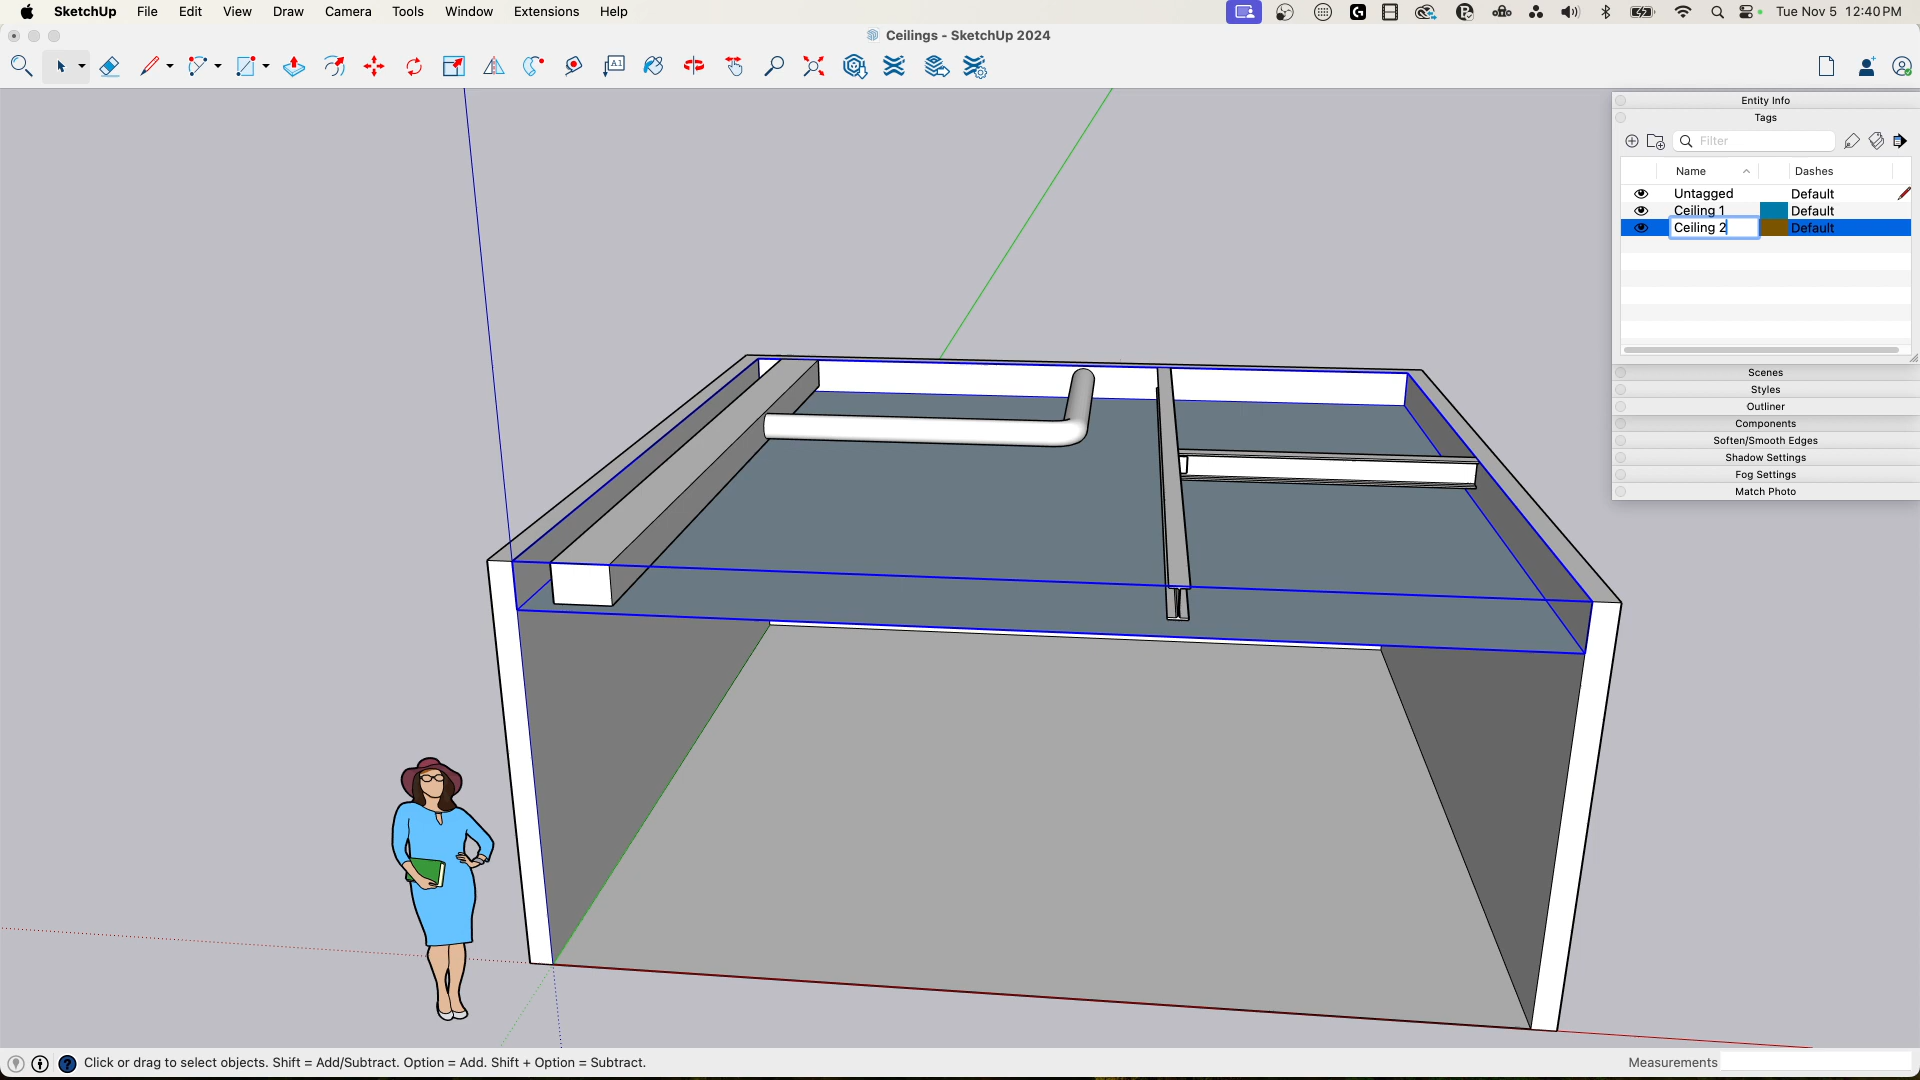 SketchUp File Edit View Draw Camera Tools Window Extensions Help
Tue Nov 5 12:40 PM
Ceilings - SketchUp 2024
A1
Entity Info
Tags
Filter
Name Dashes
Untagged Default
Ceiling 1 Default
Ceiling 2 Default
Scenes
Styles
Outliner
Components
Soften/Smooth Edges
Shadow Settings
Fog Settings
Match Photo
Click or drag to select objects. Shift = Add/Subtract. Option = Add. Shift + Option = Subtract.
Measurements